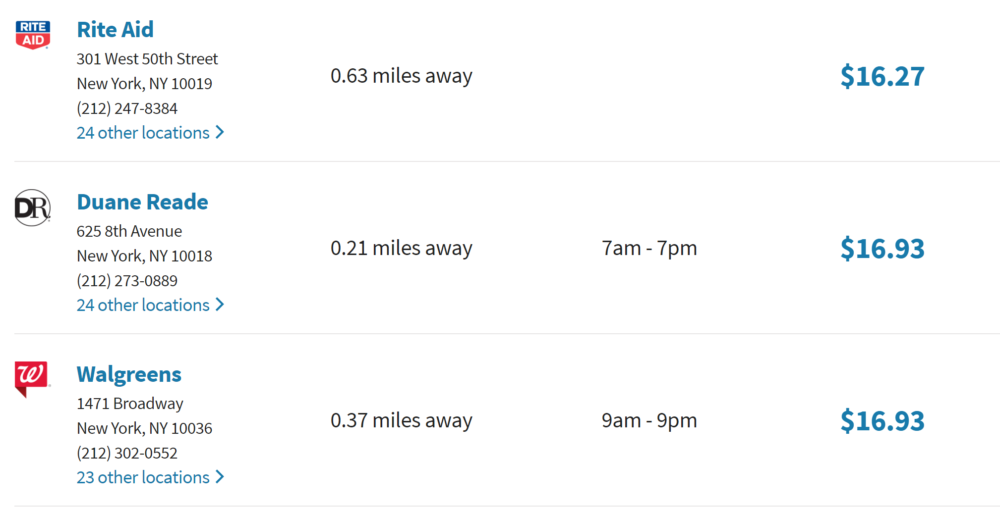 RITE
AID
Rite Aid
301 West 50th Street
New York, NY 10019
(212) 247-8384
24 other locations
0.63 miles away
$16.27
DR
Duane Reade
625 8th Avenue
New York, NY 10018
(212) 273-0889
24 other locations
0.21 miles away
7am - 7pm
$16.93
W
Walgreens
1471 Broadway
New York, NY 10036
(212) 302-0552
23 other locations
0.37 miles away
9am - 9pm
$16.93